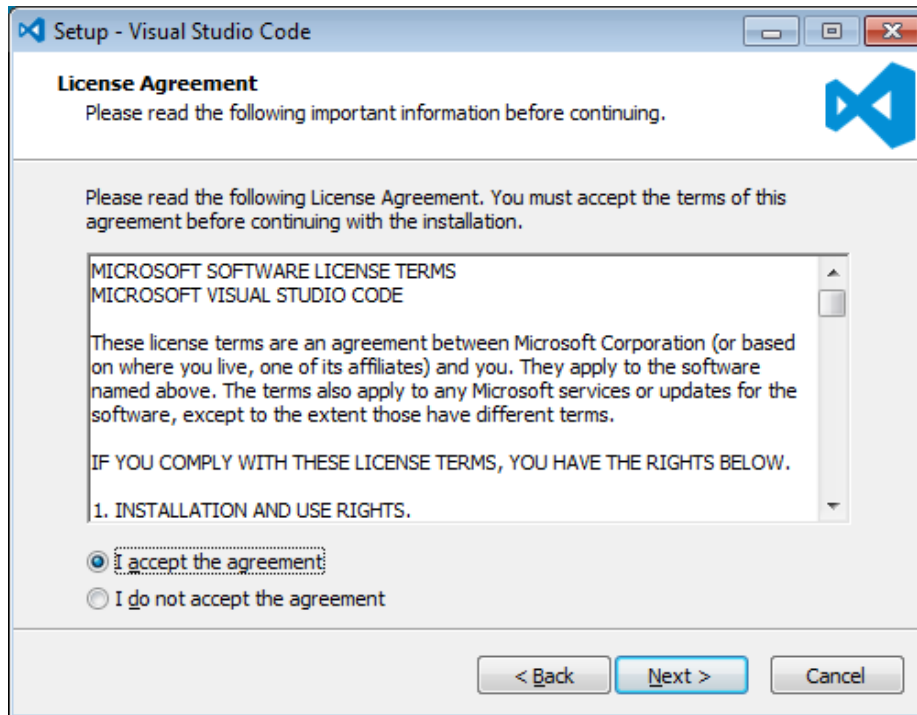 Setup - Visual Studio Code
License Agreement
Please read the following important information before continuing.
Please read the following License Agreement. You must accept the terms of this
agreement before continuing with the installation.
MICROSOFT SOFTWARE LICENSE TERMS
MICROSOFT VISUAL STUDIO CODE
These license terms are an agreement between Microsoft Corporation (or based
on where you live, one of its affiliates) and you. They apply to the software
named above. The terms also apply to any Microsoft services or updates for the
software, except to the extent those have different terms.
IF YOU COMPLY WITH THESE LICENSE TERMS, YOU HAVE THE RIGHTS BELOW.
1. INSTALLATION AND USE RIGHTS.
I accept the agreement
I do not accept the agreement
< Back Next > Cancel